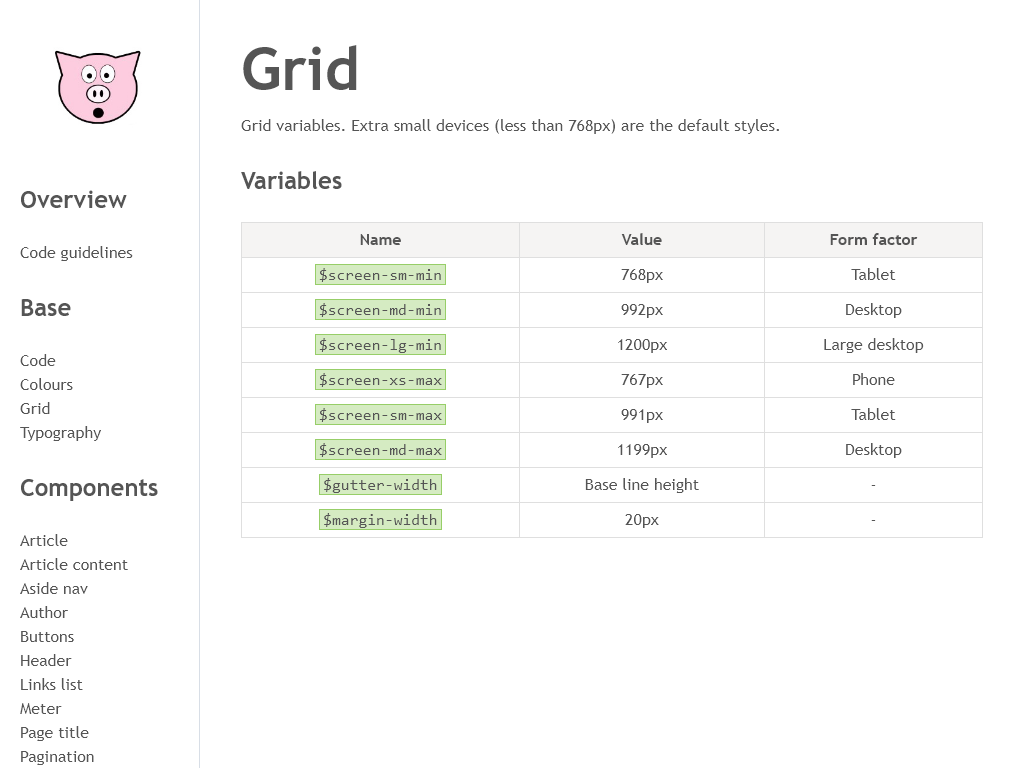 Overview
Code guidelines
Base
Code
Colours
Grid
Typography
Components
Article
Article content
Aside nav
Author
Buttons
Header
Links list
Meter
Page title
Pagination
Grid
Grid variables. Extra small devices (less than 768px) are the default styles.
Variables
Name Value Form factor
$screen-sm-min 768px Tablet
$screen-md-min 992px Desktop
$screen-lg-min 1200px Large desktop
$screen-xs-max 767px Phone
$screen-sm-max 991px Tablet
$screen-md-max 1199px Desktop
$gutter-width Base line height -
$margin-width 20px -